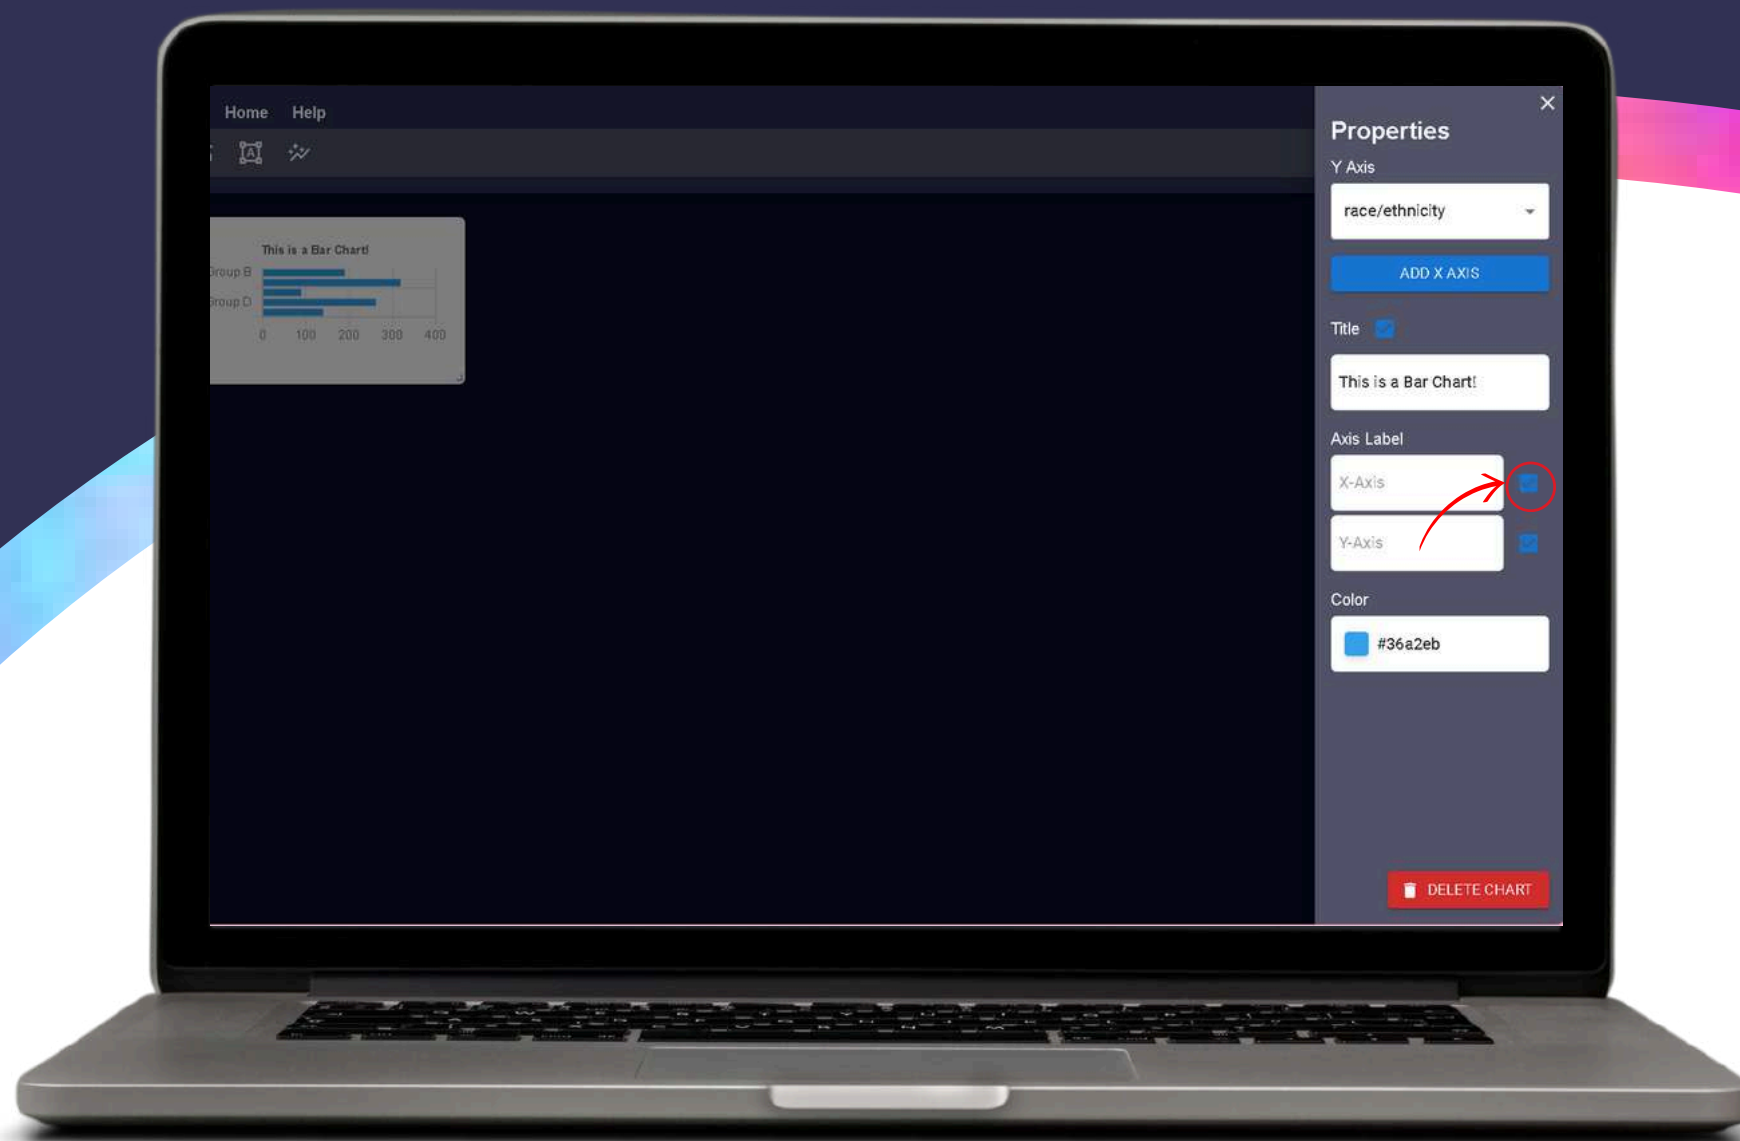 Home Help
This is a Bar Chart!
Group B
Group D
0 100 200 300 400
Properties
Y Axis
race/ethnicity
ADD X AXIS
Title
This is a Bar Chart!
Axis Label
X-Axis
Y-Axis
Color
#36a2eb
DELETE CHART